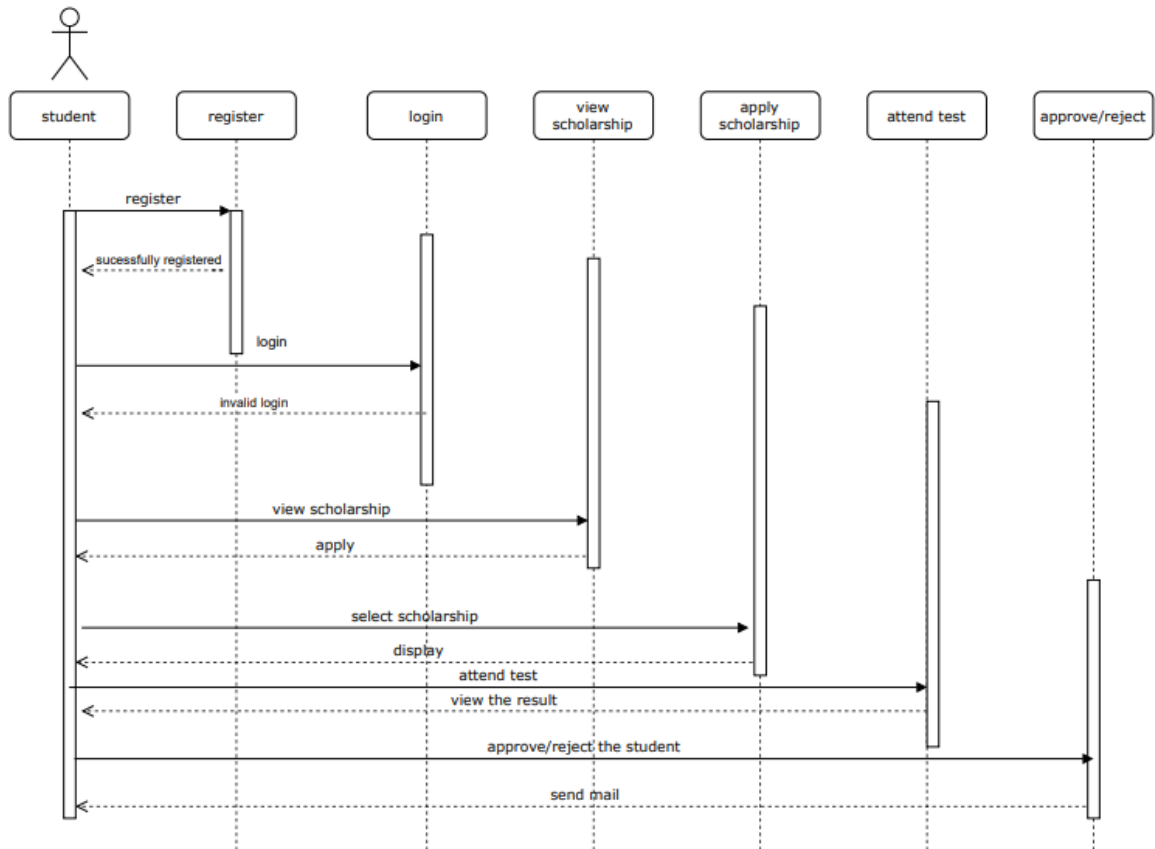 student
register
login
view
scholarship
apply
scholarship
attend test
approve/reject
register
sucessfully registered
login
invalid login
view scholarship
apply
select scholarship
display
attend test
view the result
approve/reject the student
send mail